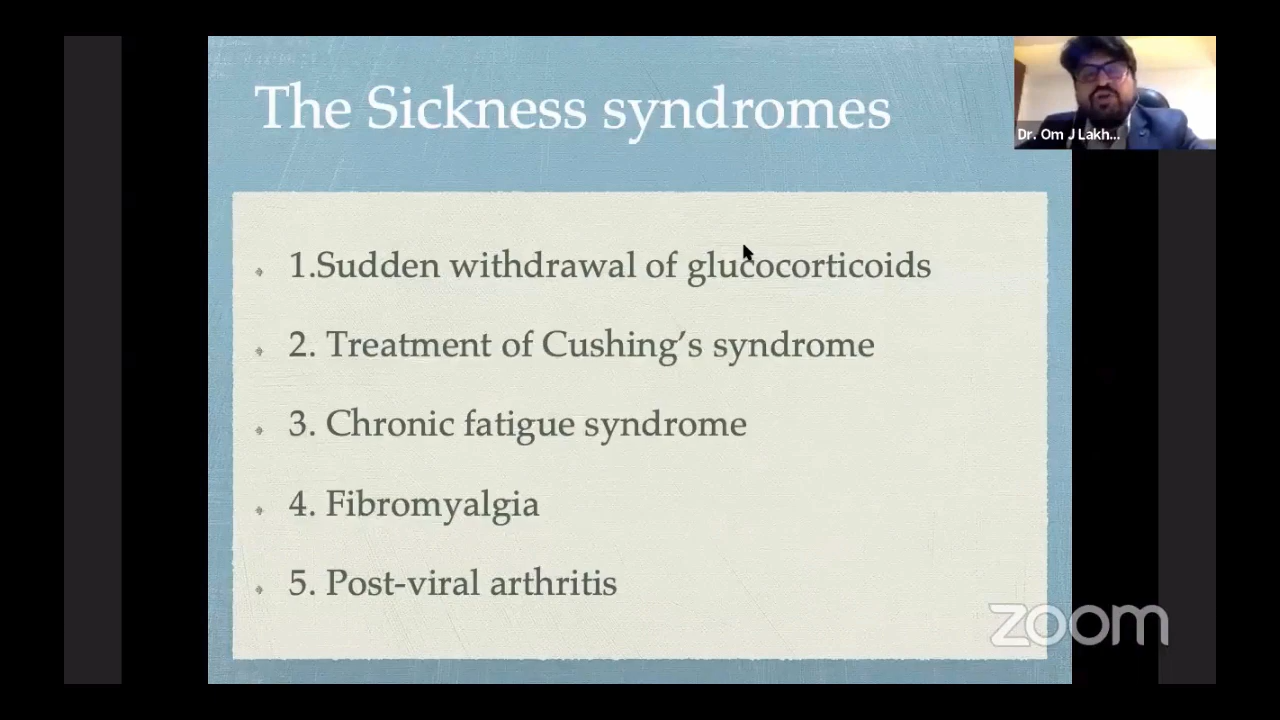 The Sickness syndromes
Dr. Om J Lakh...
1.Sudden withdrawal of glucocorticoids
2. Treatment of Cushing’s syndrome
3. Chronic fatigue syndrome
4. Fibromyalgia
5. Post-viral arthritis
zoom